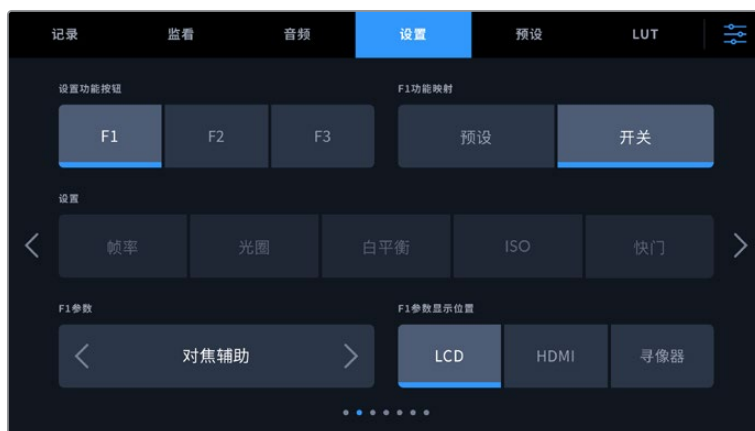 记录 监看 音频 设置 预设 LUT
设置功能按钮 F1功能映射
F1 F2 F3 预设 开关
设置
帧率 光圈 白平衡 ISO 快门
F1参数 F1参数显示位置
对焦辅助 LCD HDMI 寻像器